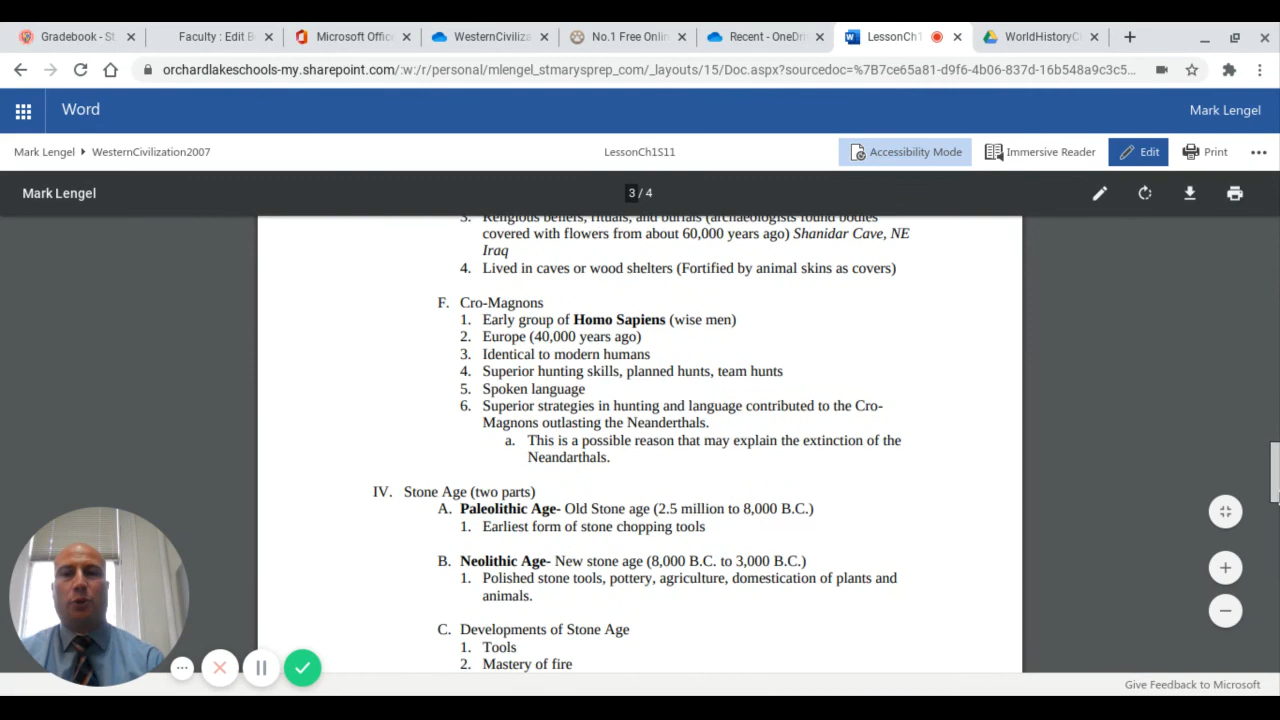 Gradebook - St
Faculty : Edit B
Microsoft Offic
WesternCiviliza
No.1 Free Onlin
Recent - OneDri
LessonCh1
WorldHistoryC
orchardlakeschools-my.sharepoint.com/:w:/r/personal/mlengel_stmarysprep_com/_layouts/15/Doc.aspx?sourcedoc=%7B7ce65a81-d9f6-4b06-837d-16b548a9c3c5...
Word
Mark Lengel
Mark Lengel
WesternCivilization2007
LessonCh1S11
Accessibility Mode
Immersive Reader
Edit
Print
Mark Lengel
3 / 4
3. Religious beliefs, rituals, and burials (archaeologists found bodies
covered with flowers from about 60,000 years ago) Shanidar Cave, NE
Iraq
4. Lived in caves or wood shelters (Fortified by animal skins as covers)
F. Cro-Magnons
1. Early group of Homo Sapiens (wise men)
2. Europe (40,000 years ago)
3. Identical to modern humans
4. Superior hunting skills, planned hunts, team hunts
5. Spoken language
6. Superior strategies in hunting and language contributed to the Cro-
Magnons outlasting the Neanderthals.
a. This is a possible reason that may explain the extinction of the
Neandarthals.
IV. Stone Age (two parts)
A. Paleolithic Age- Old Stone age (2.5 million to 8,000 B.C.)
1. Earliest form of stone chopping tools
B. Neolithic Age- New stone age (8,000 B.C. to 3,000 B.C.)
1. Polished stone tools, pottery, agriculture, domestication of plants and
animals.
C. Developments of Stone Age
1. Tools
2. Mastery of fire
Give Feedback to Microsoft